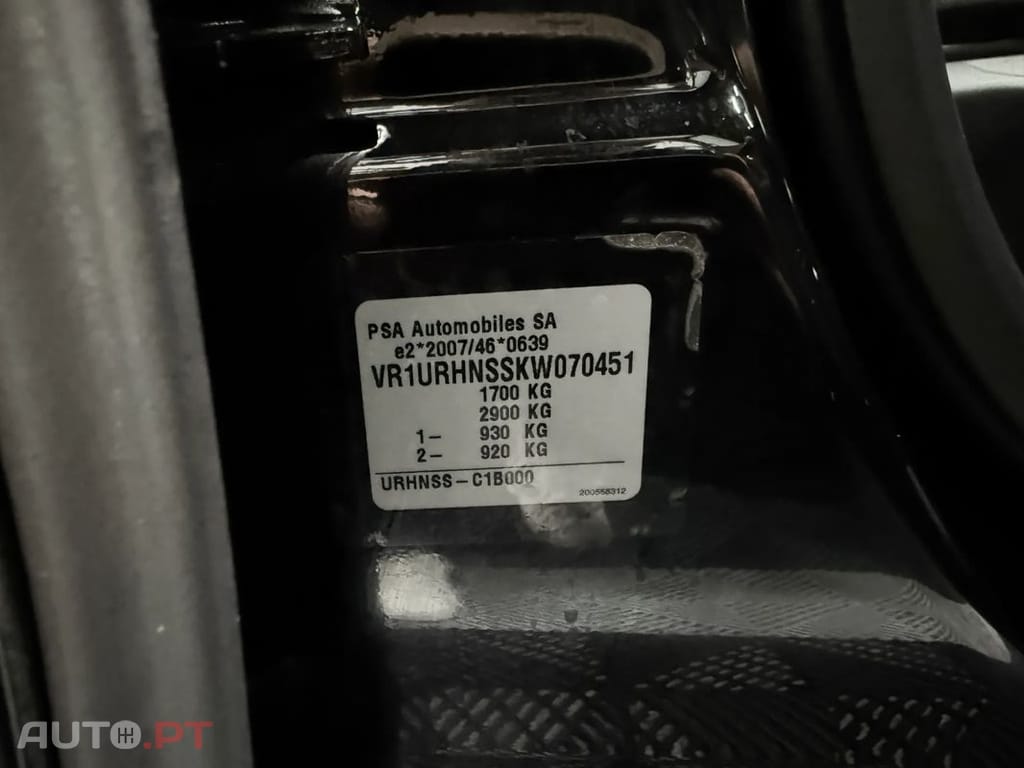 PSA Automobiles SA
e2*2007/46*0639
VR1URHNSSKW070451
1700 KG
2900 KG
1– 930 KG
2– 920 KG
URHNSS–C1B000
200558312
AUTO.PT